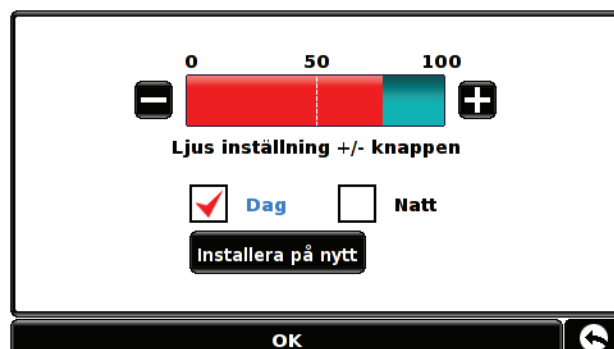 0 50 100
Ljus inställning +/- knappen
Dag Natt
Installera på nytt
OK